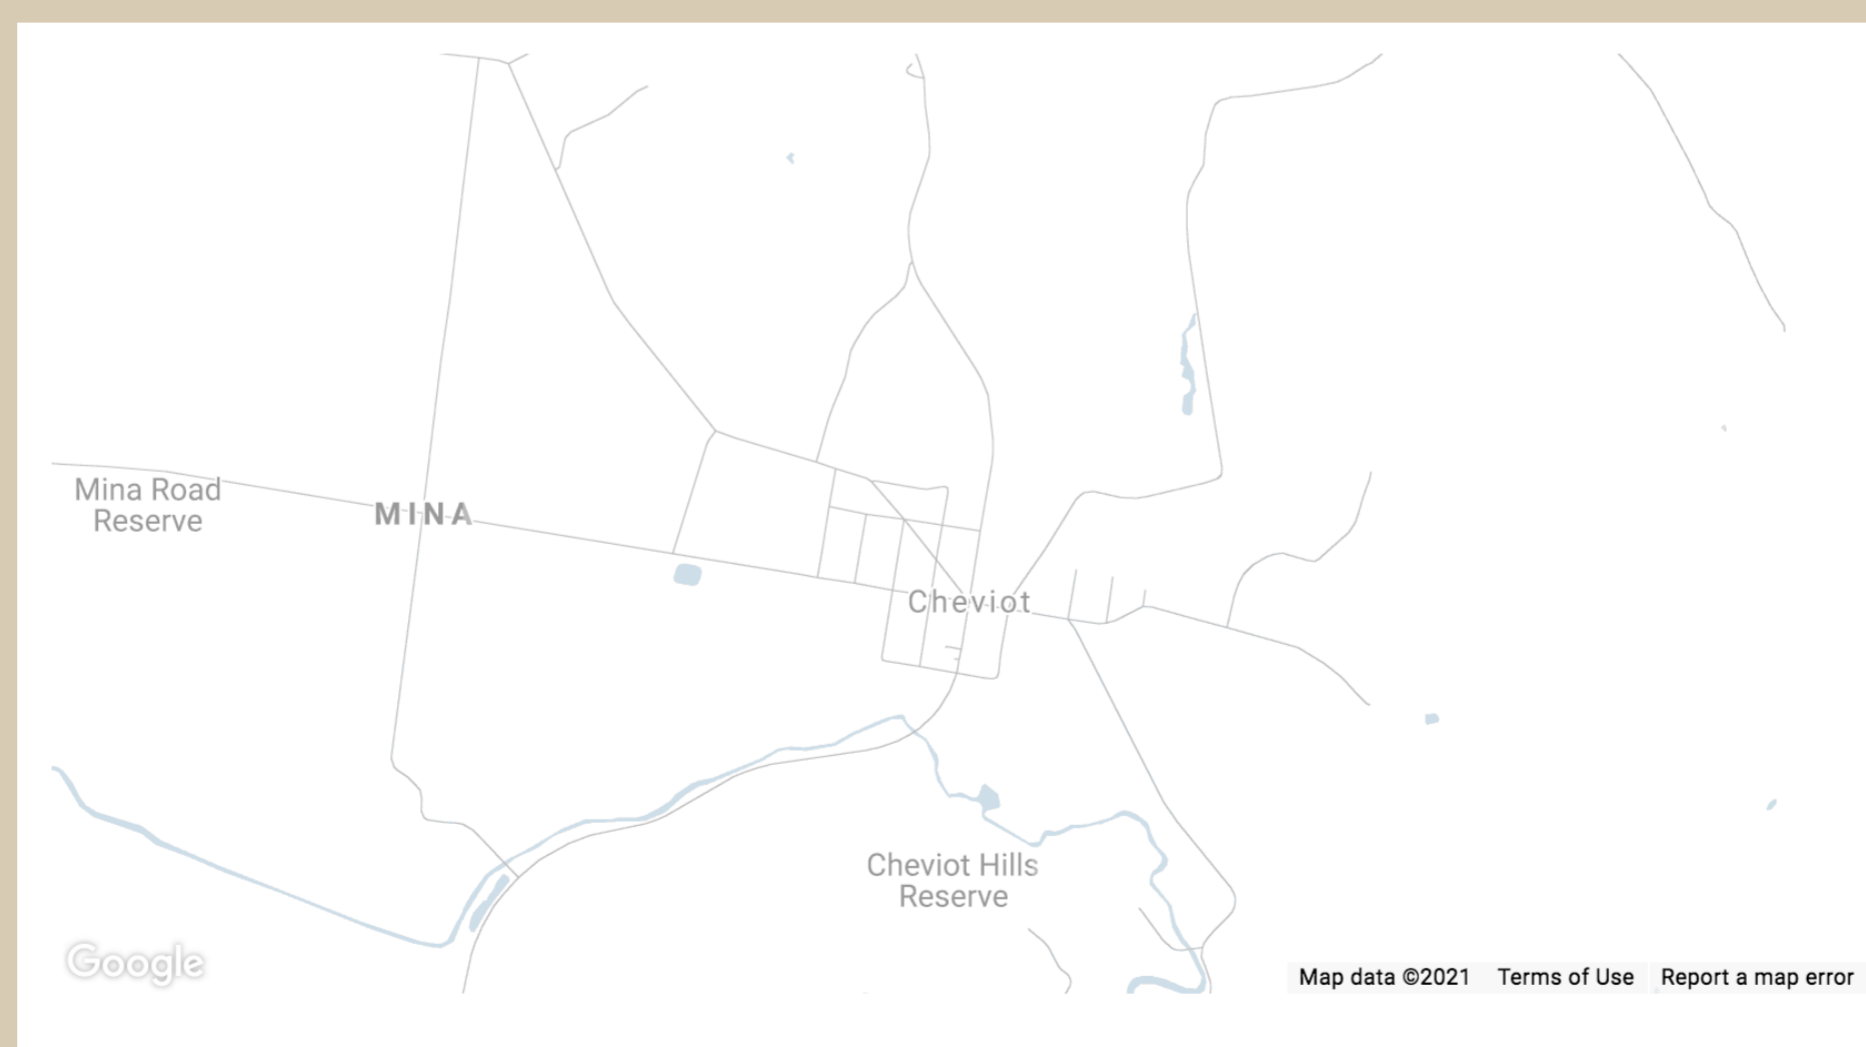 Mina Road
Reserve
MINA
Cheviot
Cheviot Hills
Reserve
Google
Map data ©2021 Terms of Use Report a map error